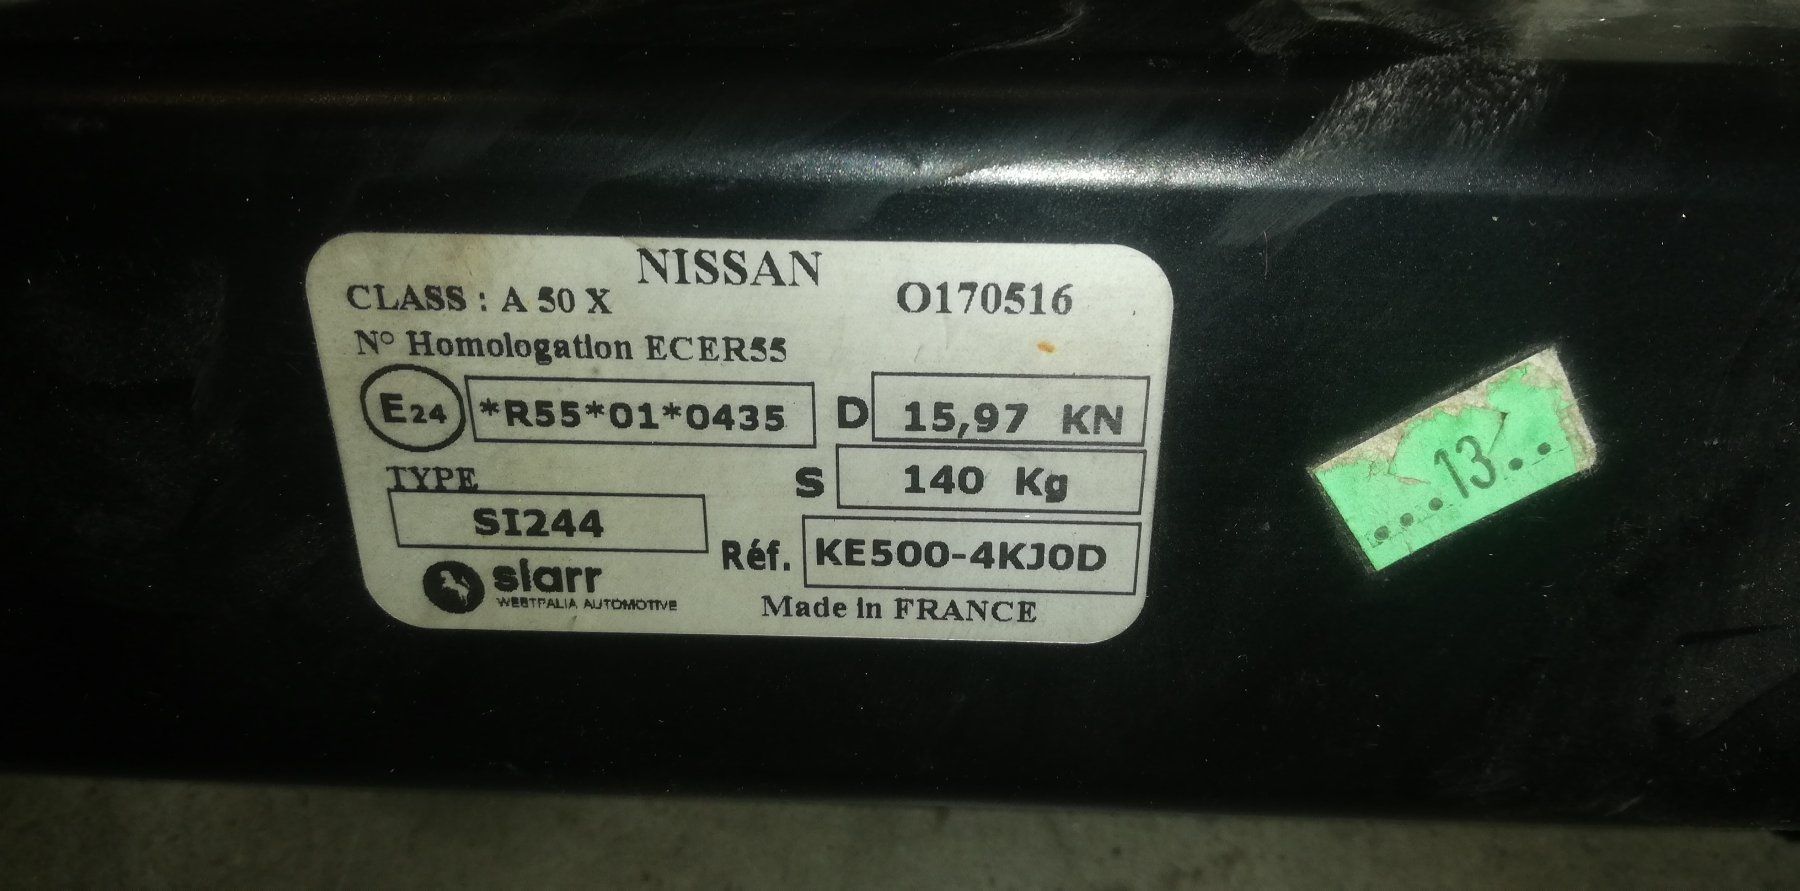 NISSAN
CLASS : A 50 X
O170516
N° Homologation ECER55
E24
*R55*01*0435
D
15,97 KN
S
140 Kg
TYPE
SI244
Réf.
KE500-4KJ0D
siarr
WESTFALIA AUTOMOTIVE
Made in FRANCE
....13..